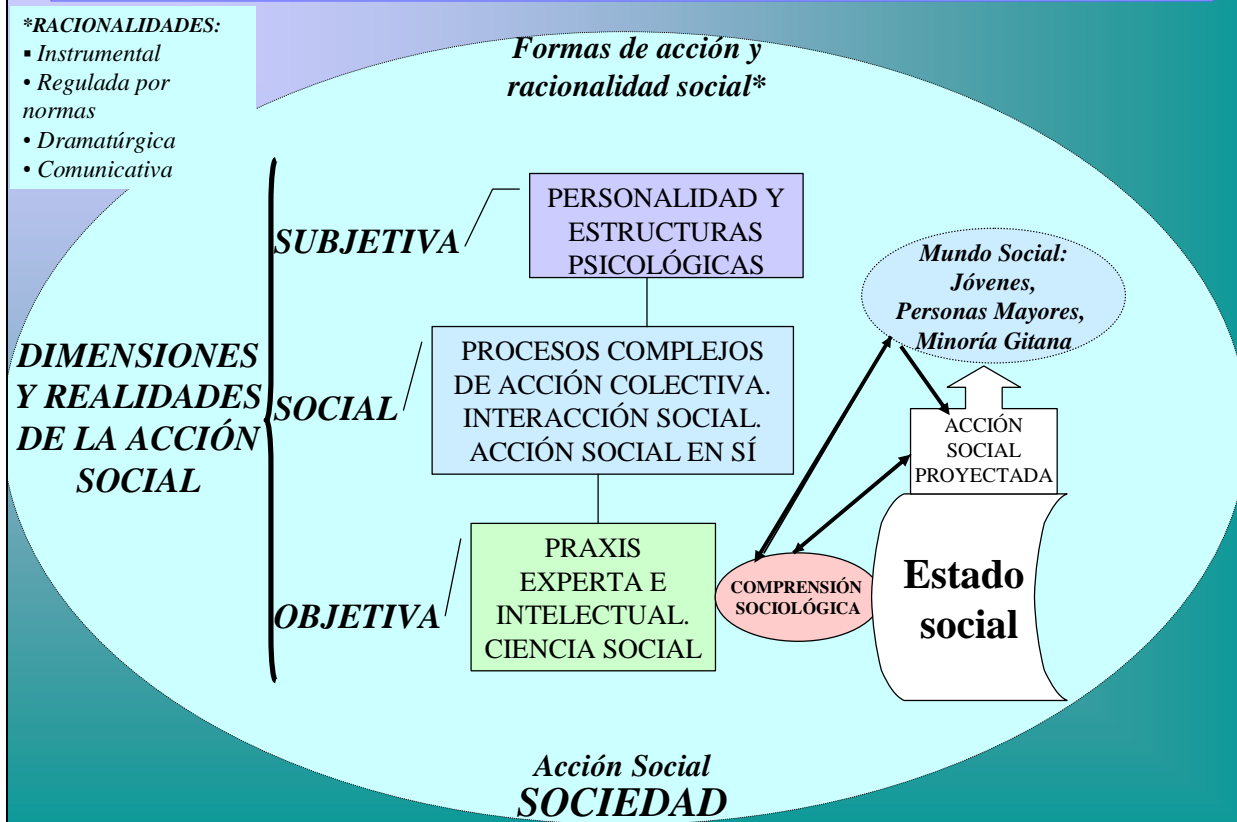 *RACIONALIDADES:
▪ Instrumental
• Regulada por
normas
• Dramatúrgica
• Comunicativa
Formas de acción y
racionalidad social*
DIMENSIONES
Y REALIDADES
DE LA ACCIÓN
SOCIAL
SUBJETIVA
PERSONALIDAD Y
ESTRUCTURAS
PSICOLÓGICAS
SOCIAL
PROCESOS COMPLEJOS
DE ACCIÓN COLECTIVA.
INTERACCIÓN SOCIAL.
ACCIÓN SOCIAL EN SÍ
OBJETIVA
PRAXIS
EXPERTA E
INTELECTUAL.
CIENCIA SOCIAL
COMPRENSIÓN
SOCIOLÓGICA
Mundo Social:
Jóvenes,
Personas Mayores,
Minoría Gitana
ACCIÓN
SOCIAL
PROYECTADA
Estado
social
Acción Social
SOCIEDAD